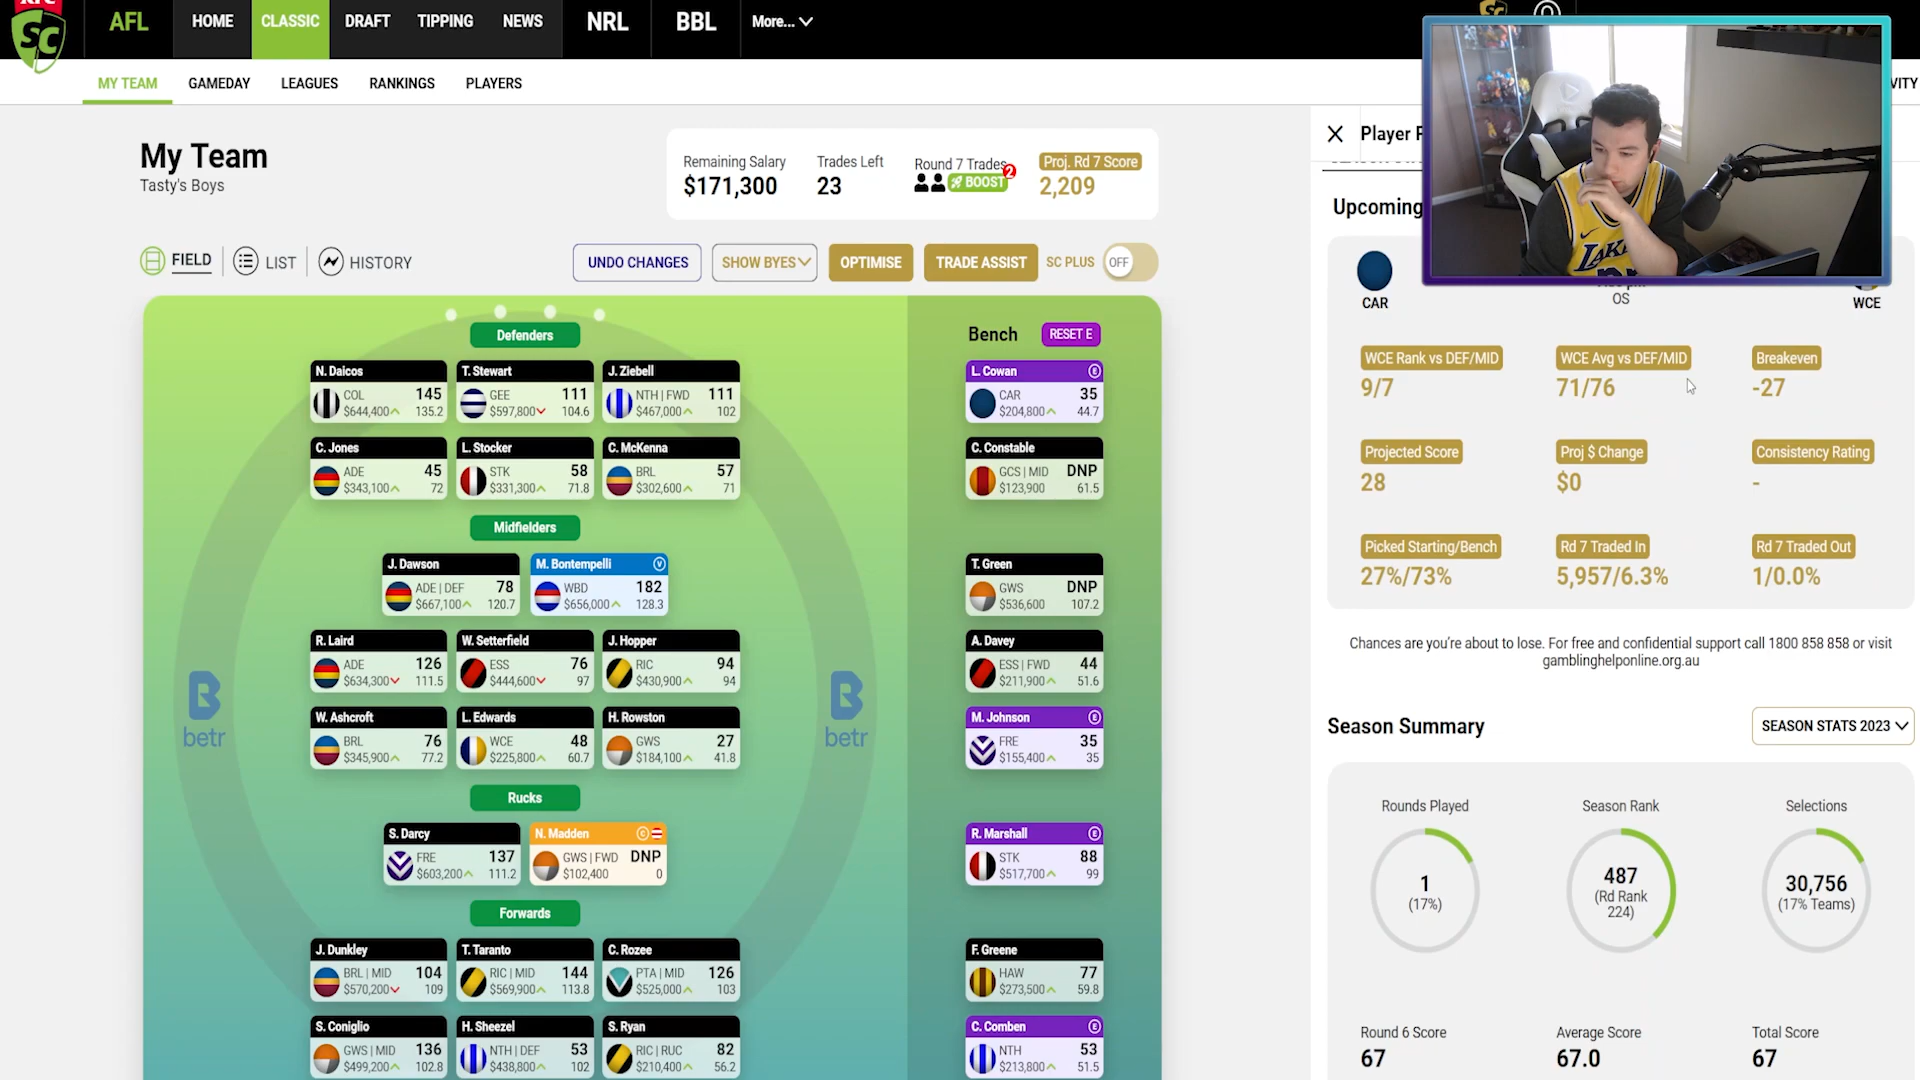 KFC
SC
AFL
HOME
CLASSIC
DRAFT
TIPPING
NEWS
NRL
BBL
More...
MY TEAM
GAMEDAY
LEAGUES
RANKINGS
PLAYERS
VITY
My Team
Tasty's Boys
Remaining Salary
$171,300
Trades Left
23
Round 7 Trades
2
BOOST
Proj. Rd 7 Score
2,209
FIELD
LIST
HISTORY
UNDO CHANGES
SHOW BYES
OPTIMISE
TRADE ASSIST
SC PLUS
OFF
Defenders
Bench
RESET E
N. Daicos
COL 145
$644,400 135.2
T. Stewart
GEE 111
$597,800 104.6
J. Ziebell
NTH | FWD 111
$467,000 102
L. Cowan E
CAR 35
$204,800 44.7
C. Jones
ADE 45
$343,100 72
L. Stocker
STK 58
$331,300 71.8
C. McKenna
BRL 57
$302,600 71
C. Constable
GCS | MID DNP
$123,900 61.5
Midfielders
J. Dawson
ADE | DEF 78
$667,100 120.7
M. Bontempelli V
WBD 182
$656,000 128.3
T. Green
GWS DNP
$536,600 107.2
R. Laird
ADE 126
$634,300 111.5
W. Setterfield
ESS 76
$444,600 97
J. Hopper
RIC 94
$430,900 94
A. Davey
ESS | FWD 44
$211,900 51.6
betr
betr
W. Ashcroft
BRL 76
$345,900 77.2
L. Edwards
WCE 48
$225,800 60.7
H. Rowston
GWS 27
$184,100 41.8
M. Johnson E
FRE 35
$155,400 35
Rucks
S. Darcy
FRE 137
$603,200 111.2
N. Madden C
GWS | FWD DNP
$102,400 0
R. Marshall E
STK 88
$517,700 99
Forwards
J. Dunkley
BRL | MID 104
$570,200 109
T. Taranto
RIC | MID 144
$569,900 113.8
C. Rozee
PTA | MID 126
$525,000 103
F. Greene
HAW 77
$273,500 59.8
S. Coniglio
GWS | MID 136
$499,200 102.8
H. Sheezel
NTH | DEF 53
$438,800 102
S. Ryan
RIC | RUC 82
$210,400 56.2
C. Comben E
NTH 53
$213,800 51.5
Player
Upcoming
LAKE
CAR
OS
WCE
WCE Rank vs DEF/MID
9/7
WCE Avg vs DEF/MID
71/76
Breakeven
-27
Projected Score
28
Proj $ Change
$0
Consistency Rating
-
Picked Starting/Bench
27%/73%
Rd 7 Traded In
5,957/6.3%
Rd 7 Traded Out
1/0.0%
Chances are you're about to lose. For free and confidential support call 1800 858 858 or visit
gamblinghelponline.org.au
Season Summary
SEASON STATS 2023
Rounds Played
1
(17%)
Season Rank
487
(Rd Rank
224)
Selections
30,756
(17% Teams)
Round 6 Score
67
Average Score
67.0
Total Score
67